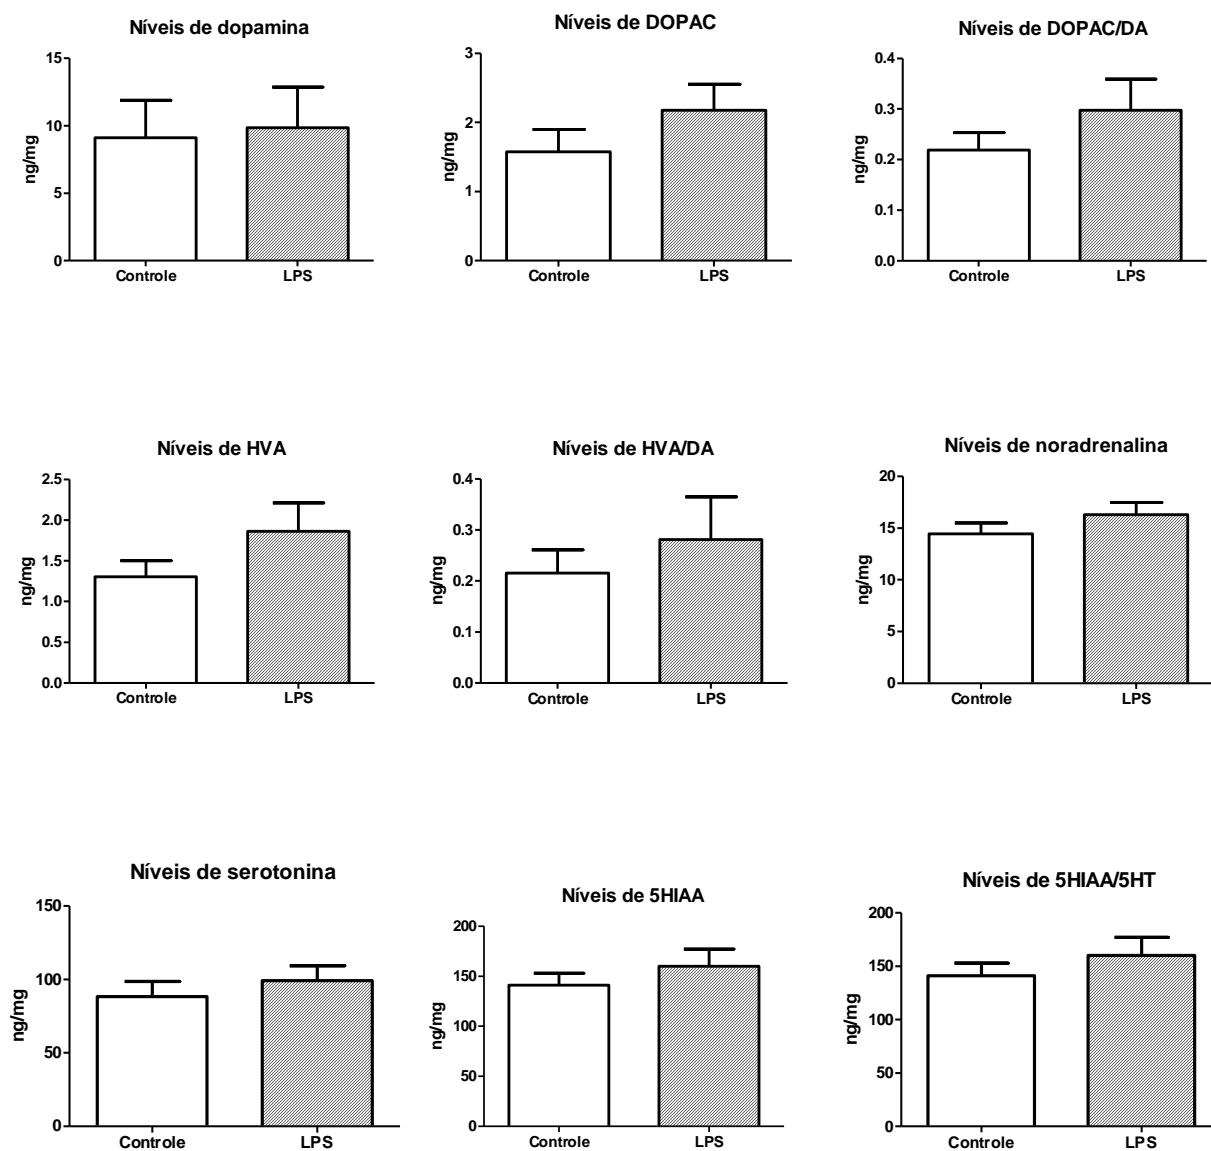 Níveis de dopamina
15
10
5
0
ng/mg
Controle LPS
Níveis de DOPAC
3
2
1
0
ng/mg
Controle LPS
Níveis de DOPAC/DA
0.4
0.3
0.2
0.1
0.0
ng/mg
Controle LPS
Níveis de HVA
2.5
2.0
1.5
1.0
0.5
0.0
ng/mg
Controle LPS
Níveis de HVA/DA
0.4
0.3
0.2
0.1
0.0
ng/mg
Controle LPS
Níveis de noradrenalina
20
15
10
5
0
ng/mg
Controle LPS
Níveis de serotonina
150
100
50
0
ng/mg
Controle LPS
Níveis de 5HIAA
200
150
100
50
0
ng/mg
Controle LPS
Níveis de 5HIAA/5HT
200
150
100
50
0
ng/mg
Controle LPS